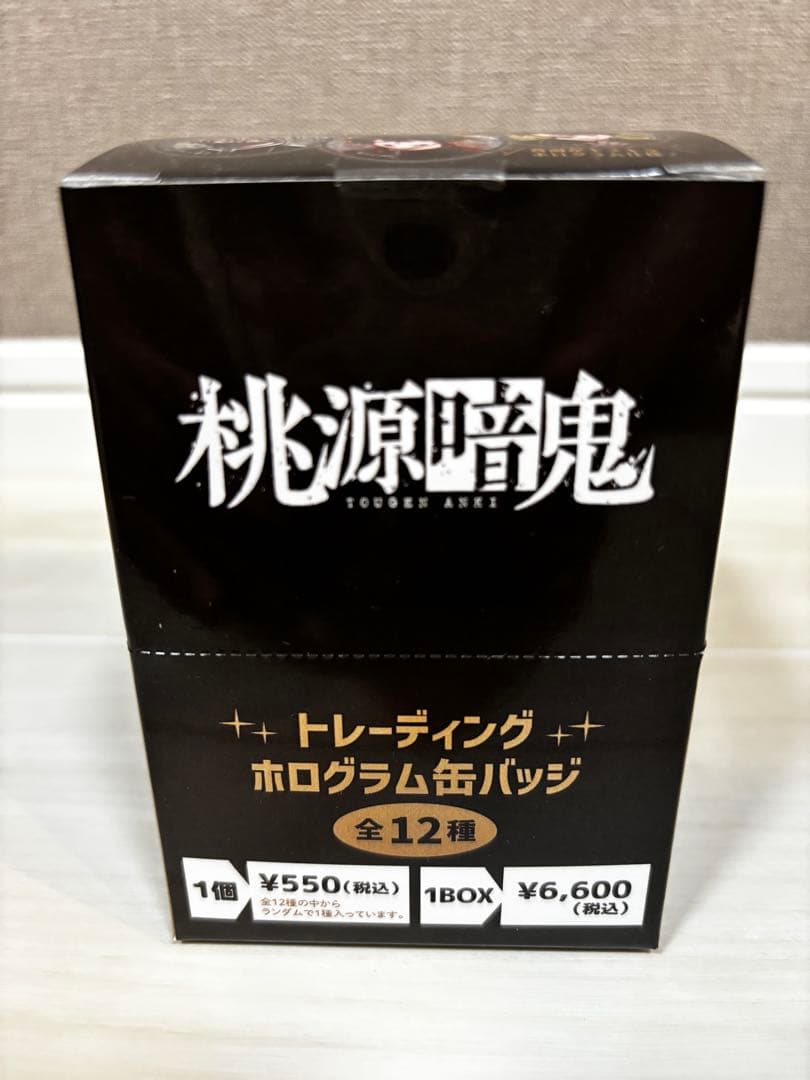 桃源暗鬼
TOUGEN ANKI
トレーディング
ホログラム缶バッジ
全12種
1個
¥550(税込)
全12種の中から
ランダムで1種入っています。
1BOX
¥6,600
(税込)